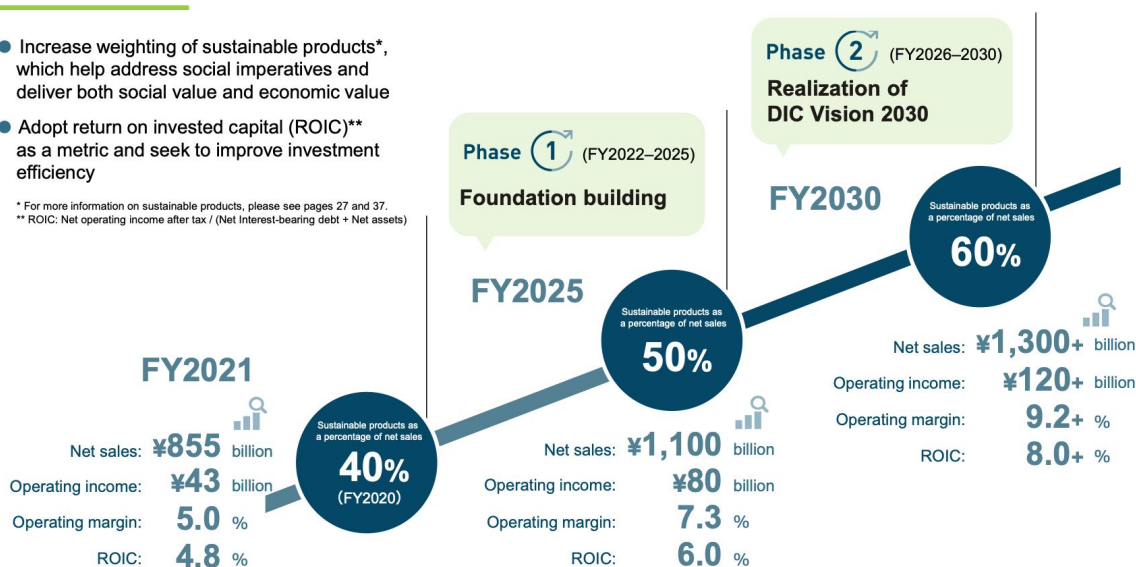 Increase weighting of sustainable products*,
which help address social imperatives and
deliver both social value and economic value
Adopt return on invested capital (ROIC)**
as a metric and seek to improve investment
efficiency
* For more information on sustainable products, please see pages 27 and 37.
** ROIC: Net operating income after tax / (Net Interest-bearing debt + Net assets)
FY2021
Net sales: ¥855 billion
Operating income: ¥43 billion
Operating margin: 5.0 %
ROIC: 4.8 %
Sustainable products as
a percentage of net sales
40%
(FY2020)
Phase 1 (FY2022–2025)
Foundation building
FY2025
Sustainable products as
a percentage of net sales
50%
Net sales: ¥1,100 billion
Operating income: ¥80 billion
Operating margin: 7.3 %
ROIC: 6.0 %
Phase 2 (FY2026–2030)
Realization of
DIC Vision 2030
FY2030
Sustainable products as
a percentage of net sales
60%
Net sales: ¥1,300+ billion
Operating income: ¥120+ billion
Operating margin: 9.2+ %
ROIC: 8.0+ %